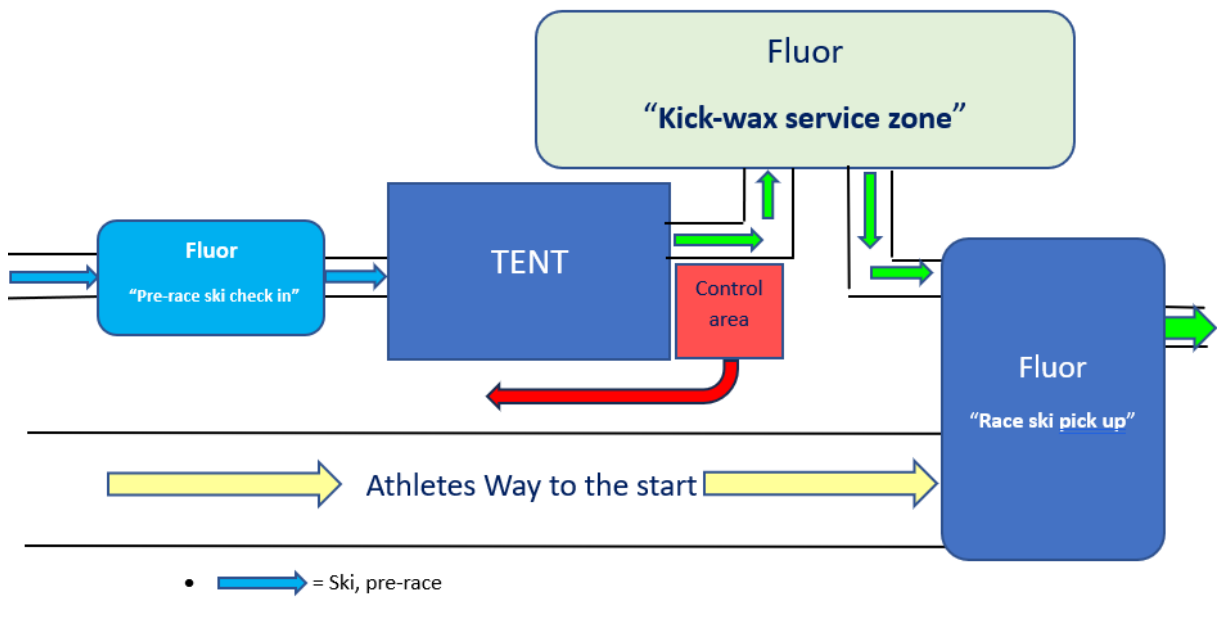 Fluor
“Kick-wax service zone”
Fluor
“Pre-race ski check in”
TENT
Control
area
Fluor
“Race ski pick up”
Athletes Way to the start
• = Ski, pre-race